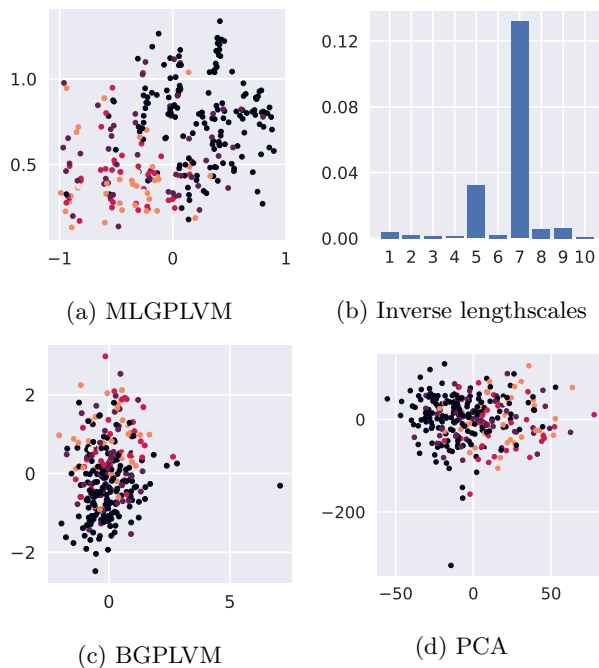 1.0
0.5
−1 0 1
(a) MLGPLVM
0.12
0.08
0.04
0.00
1 2 3 4 5 6 7 8 9 10
(b) Inverse lengthscales
2
0
−2
0 5
(c) BGPLVM
0
−200
−50 0 50
(d) PCA